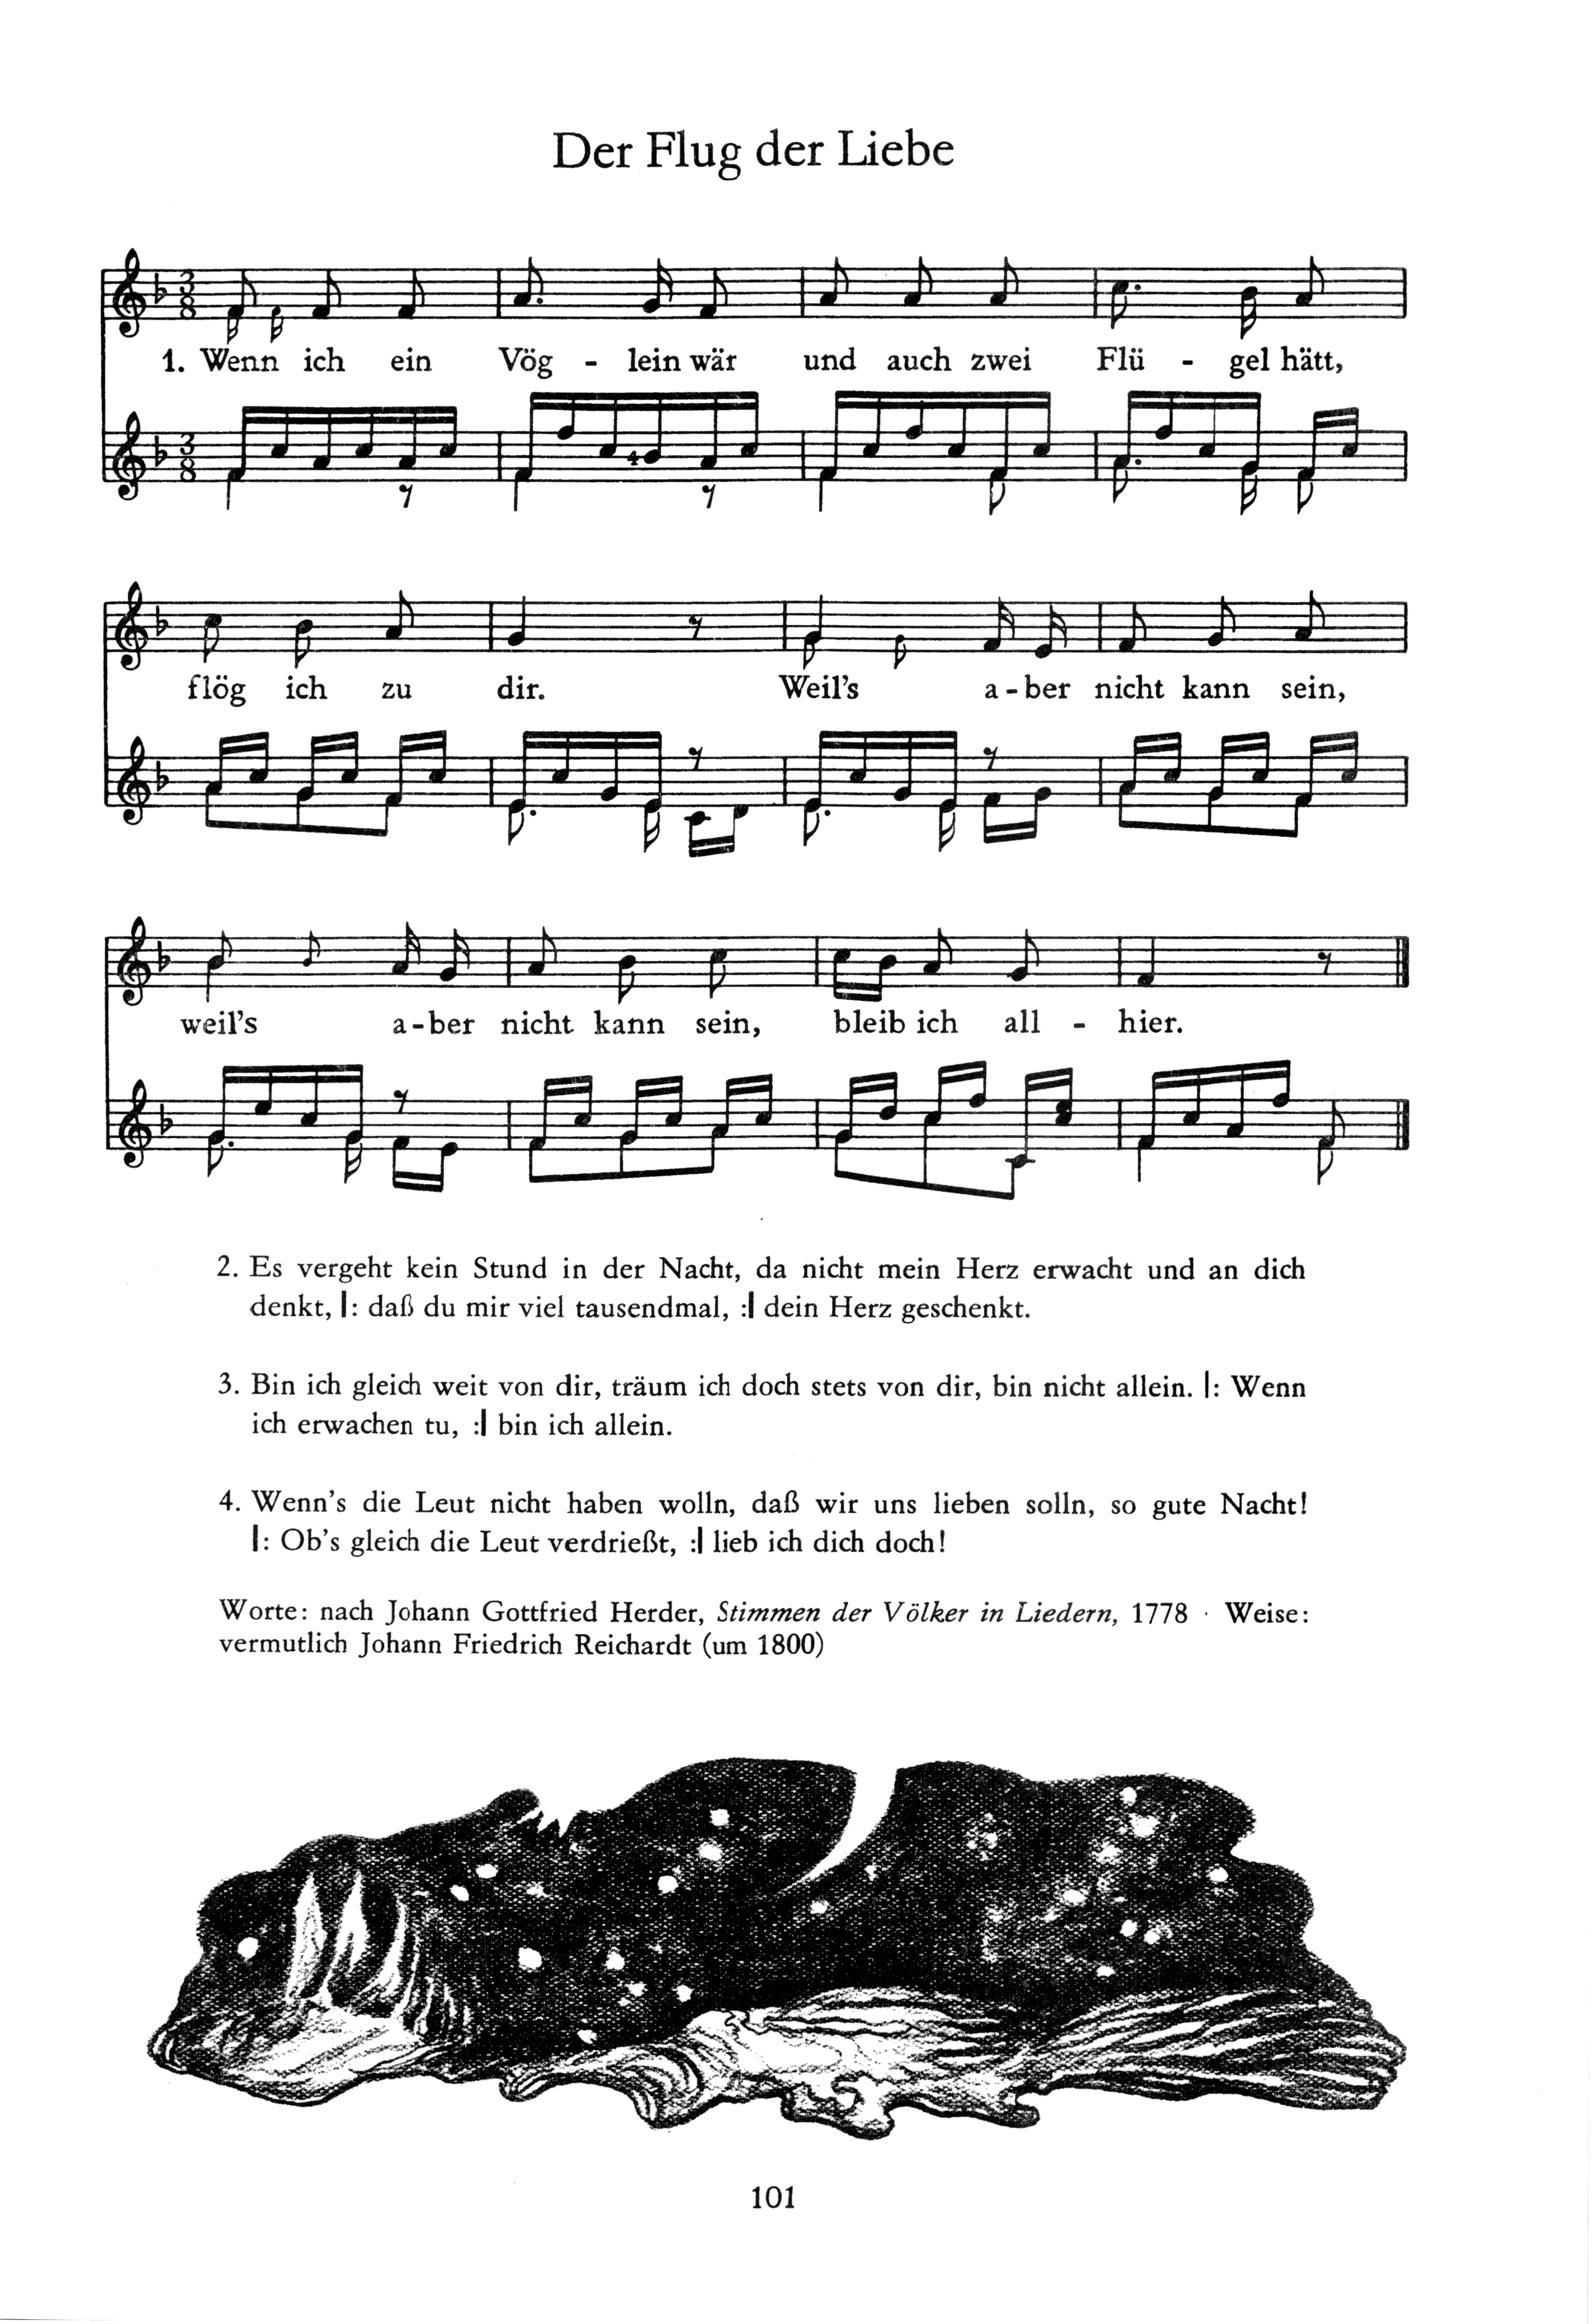 Der Flug der Liebe
3 8
1. Wenn ich ein Vög - lein wär und auch zwei Flü - gel hätt,
3 8
4
flög ich zu dir. Weil's a - ber nicht kann sein,
weil's a - ber nicht kann sein, bleib ich all - hier.
2. Es vergeht kein Stund in der Nacht, da nicht mein Herz erwacht und an dich
denkt, |: daß du mir viel tausendmal, :| dein Herz geschenkt.
3. Bin ich gleich weit von dir, träum ich doch stets von dir, bin nicht allein. |: Wenn
ich erwachen tu, :| bin ich allein.
4. Wenn's die Leut nicht haben wolln, daß wir uns lieben solln, so gute Nacht!
|: Ob's gleich die Leut verdrießt, :| lieb ich dich doch!
Worte: nach Johann Gottfried Herder, Stimmen der Völker in Liedern, 1778 · Weise:
vermutlich Johann Friedrich Reichardt (um 1800)
101